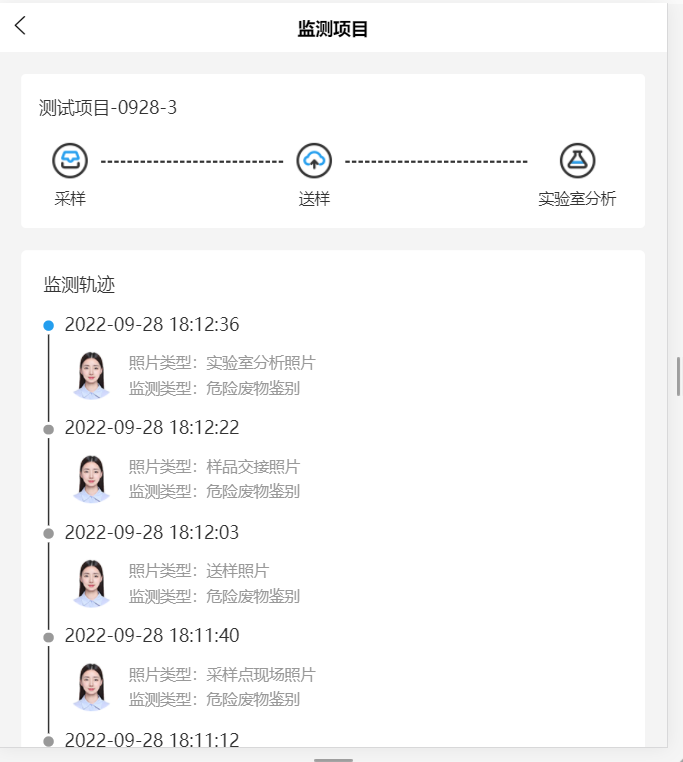 监测项目
测试项目-0928-3
采样
送样
实验室分析
监测轨迹
2022-09-28 18:12:36
照片类型：实验室分析照片
监测类型：危险废物鉴别
2022-09-28 18:12:22
照片类型：样品交接照片
监测类型：危险废物鉴别
2022-09-28 18:12:03
照片类型：送样照片
监测类型：危险废物鉴别
2022-09-28 18:11:40
照片类型：采样点现场照片
监测类型：危险废物鉴别
2022-09-28 18:11:12